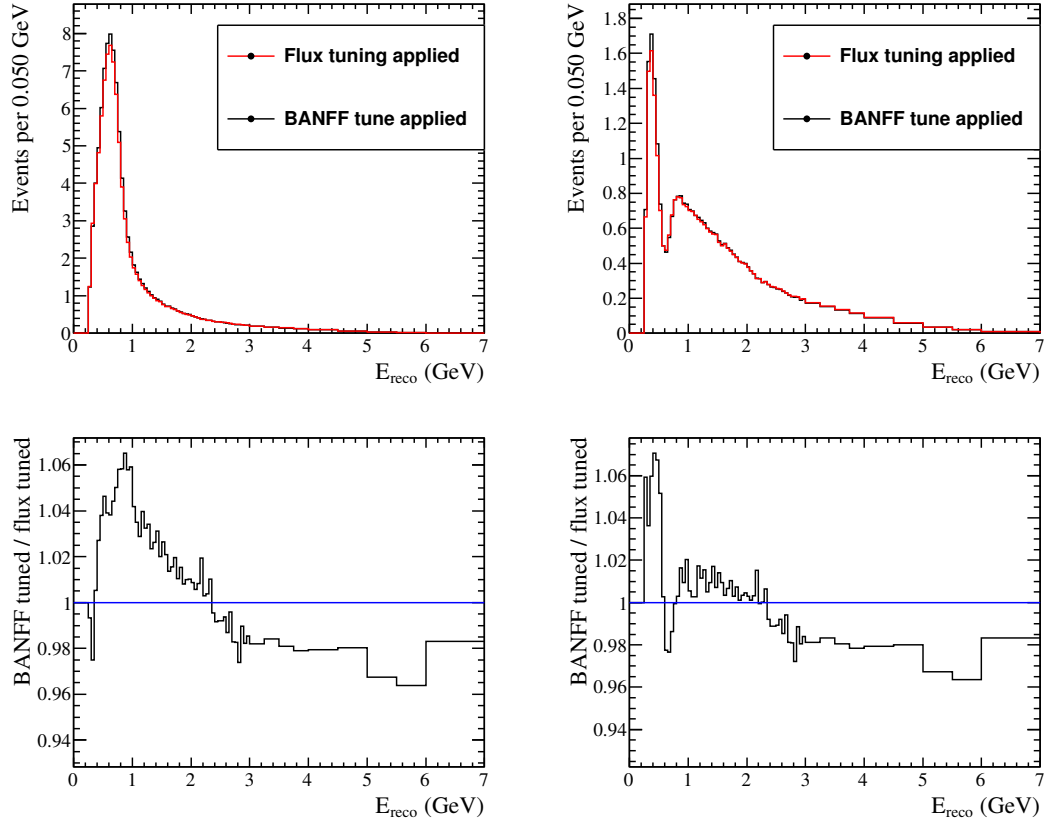 Events per 0.050 GeV
8
7
6
5
4
3
2
1
0
Flux tuning applied
BANFF tune applied
0 1 2 3 4 5 6 7
E_reco (GeV)
Events per 0.050 GeV
1.8
1.6
1.4
1.2
1
0.8
0.6
0.4
0.2
0
Flux tuning applied
BANFF tune applied
0 1 2 3 4 5 6 7
E_reco (GeV)
BANFF tuned / flux tuned
1.06
1.04
1.02
1
0.98
0.96
0.94
0 1 2 3 4 5 6 7
E_reco (GeV)
BANFF tuned / flux tuned
1.06
1.04
1.02
1
0.98
0.96
0.94
0 1 2 3 4 5 6 7
E_reco (GeV)